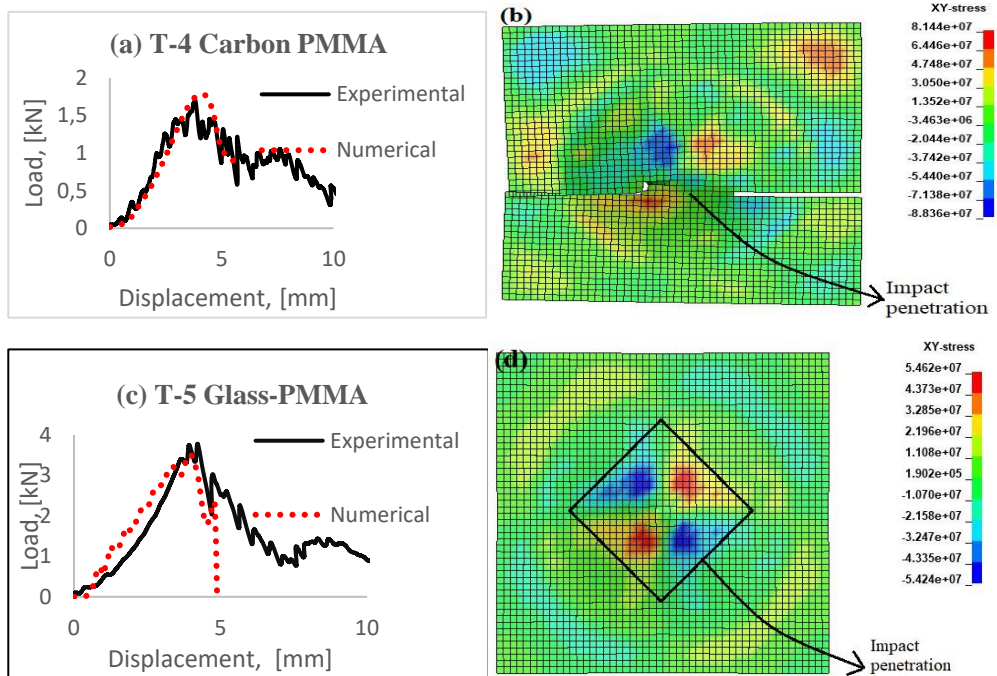 (a) T-4 Carbon PMMA
2
1,5
1
0,5
0
Load, [kN]
Experimental
Numerical
0
5
10
Displacement, [mm]
(b)
XY-stress
8.144e+07
6.446e+07
4.748e+07
3.050e+07
1.352e+07
-3.463e+06
-2.044e+07
-3.742e+07
-5.440e+07
-7.138e+07
-8.836e+07
Impact
penetration
(c) T-5 Glass-PMMA
4
3
2
1
0
Load, [kN]
Experimental
Numerical
0
5
10
Displacement, [mm]
(d)
XY-stress
5.462e+07
4.373e+07
3.285e+07
2.196e+07
1.108e+07
1.902e+05
-1.070e+07
-2.158e+07
-3.247e+07
-4.335e+07
-5.424e+07
Impact
penetration